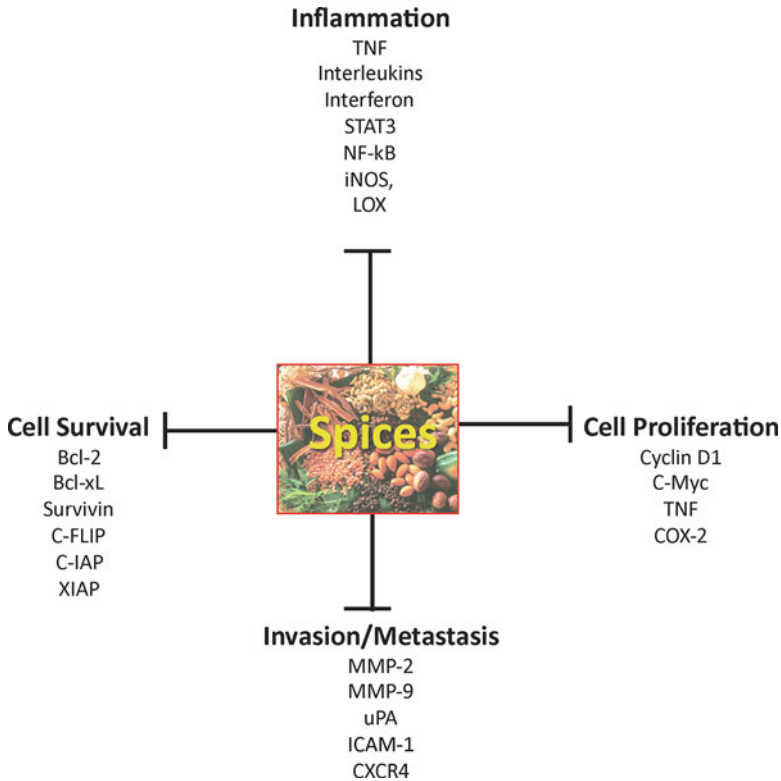 Inflammation
TNF
Interleukins
Interferon
STAT3
NF-kB
iNOS,
LOX
Spices
Cell Survival
Bcl-2
Bcl-xL
Survivin
C-FLIP
C-IAP
XIAP
Cell Proliferation
Cyclin D1
C-Myc
TNF
COX-2
Invasion/Metastasis
MMP-2
MMP-9
uPA
ICAM-1
CXCR4